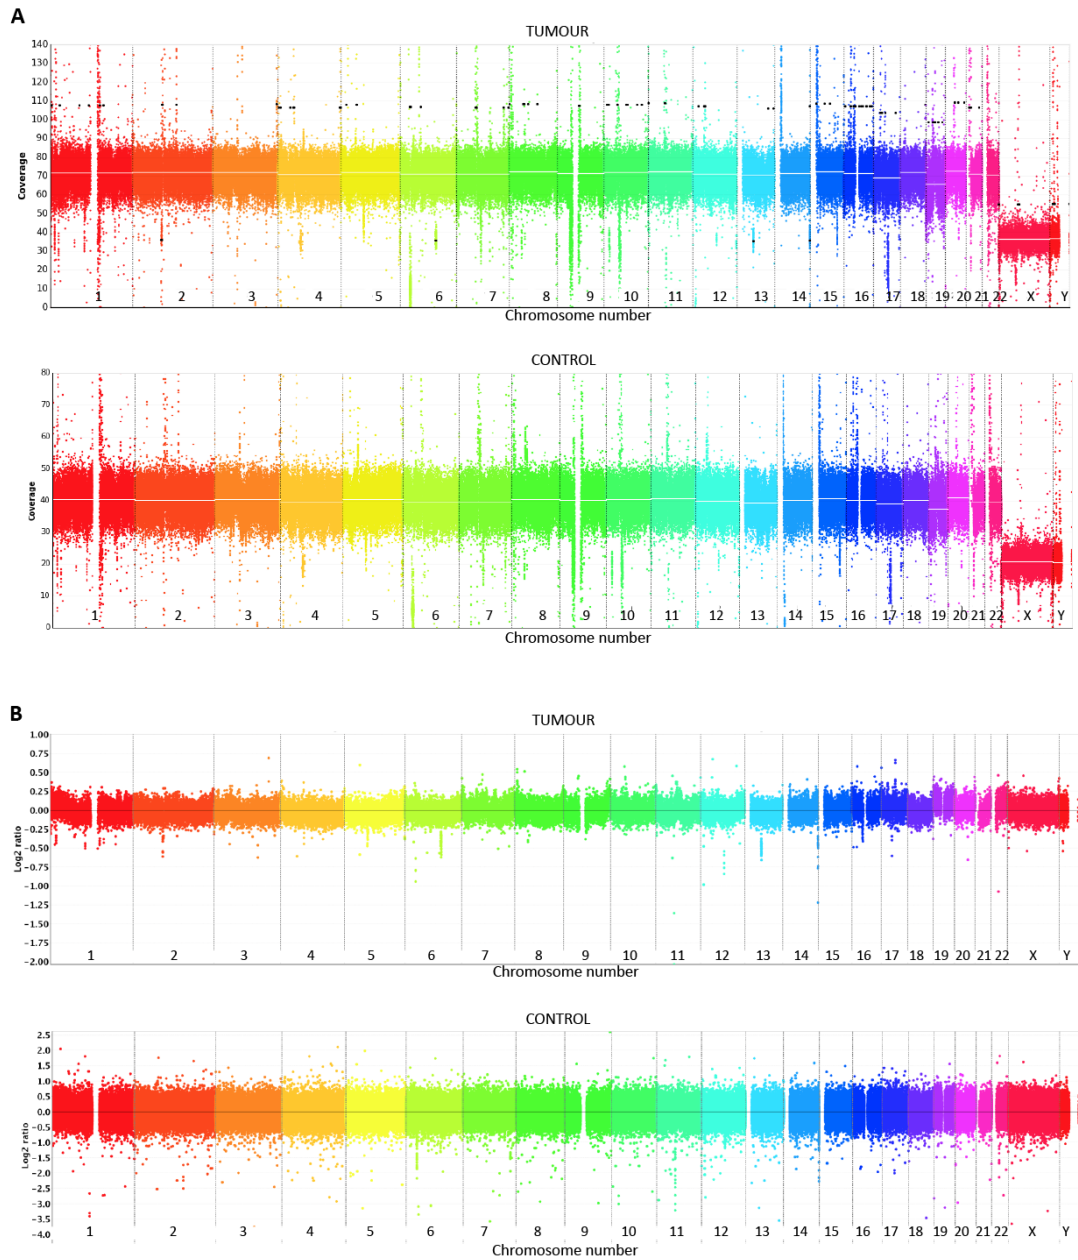 A
TUMOUR
140
130
120
110
100
90
80
70
60
50
40
30
20
10
0
Coverage
1 2 3 4 5 6 7 8 9 10 11 12 13 14 15 16 17 18 19 20 21 22 X Y
Chromosome number
CONTROL
80
70
60
50
40
30
20
10
0
Coverage
1 2 3 4 5 6 7 8 9 10 11 12 13 14 15 16 17 18 19 20 21 22 X Y
Chromosome number
B
TUMOUR
1.00
0.75
0.50
0.25
0.00
−0.25
−0.50
−0.75
−1.00
−1.25
−1.50
−1.75
−2.00
Log2 ratio
1 2 3 4 5 6 7 8 9 10 11 12 13 14 15 16 17 18 19 20 21 22 X Y
Chromosome number
CONTROL
2.5
2.0
1.5
1.0
0.5
0.0
−0.5
−1.0
−1.5
−2.0
−2.5
−3.0
−3.5
−4.0
Log2 ratio
1 2 3 4 5 6 7 8 9 10 11 12 13 14 15 16 17 18 19 20 21 22 X Y
Chromosome number